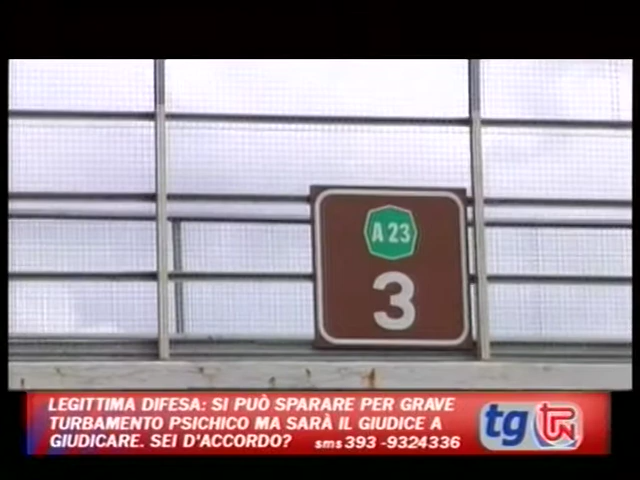 A 23
3
LEGITTIMA DIFESA: SI PUÒ SPARARE PER GRAVE
TURBAMENTO PSICHICO MA SARÀ IL GIUDICE A
GIUDICARE. SEI D'ACCORDO? sms 393 -9324336
tg TPN